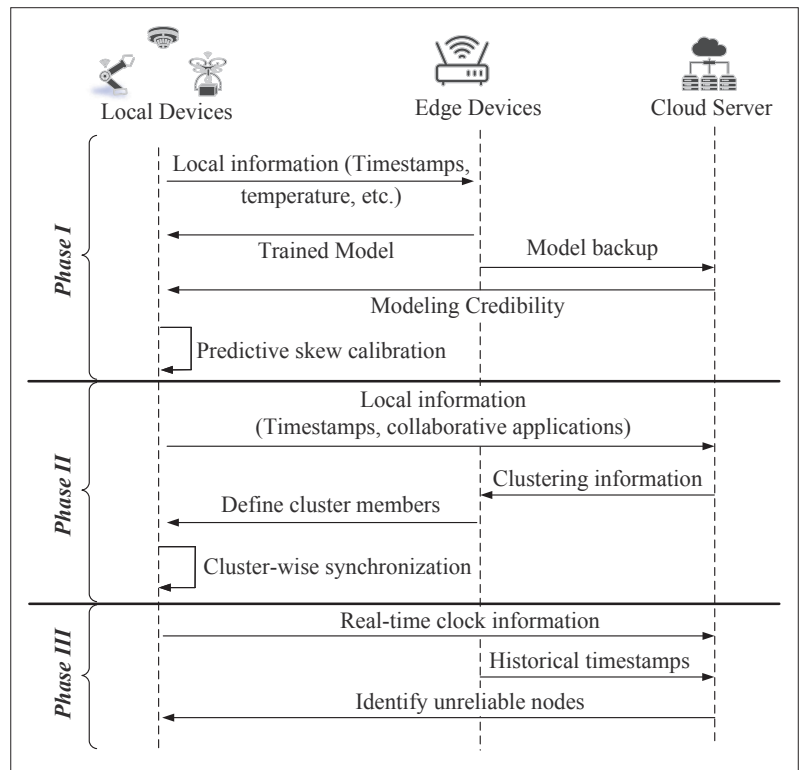 Local Devices
Edge Devices
Cloud Server
Phase I
Local information (Timestamps,
temperature, etc.)
Trained Model
Model backup
Modeling Credibility
Predictive skew calibration
Phase II
Local information
(Timestamps, collaborative applications)
Clustering information
Define cluster members
Cluster-wise synchronization
Phase III
Real-time clock information
Historical timestamps
Identify unreliable nodes